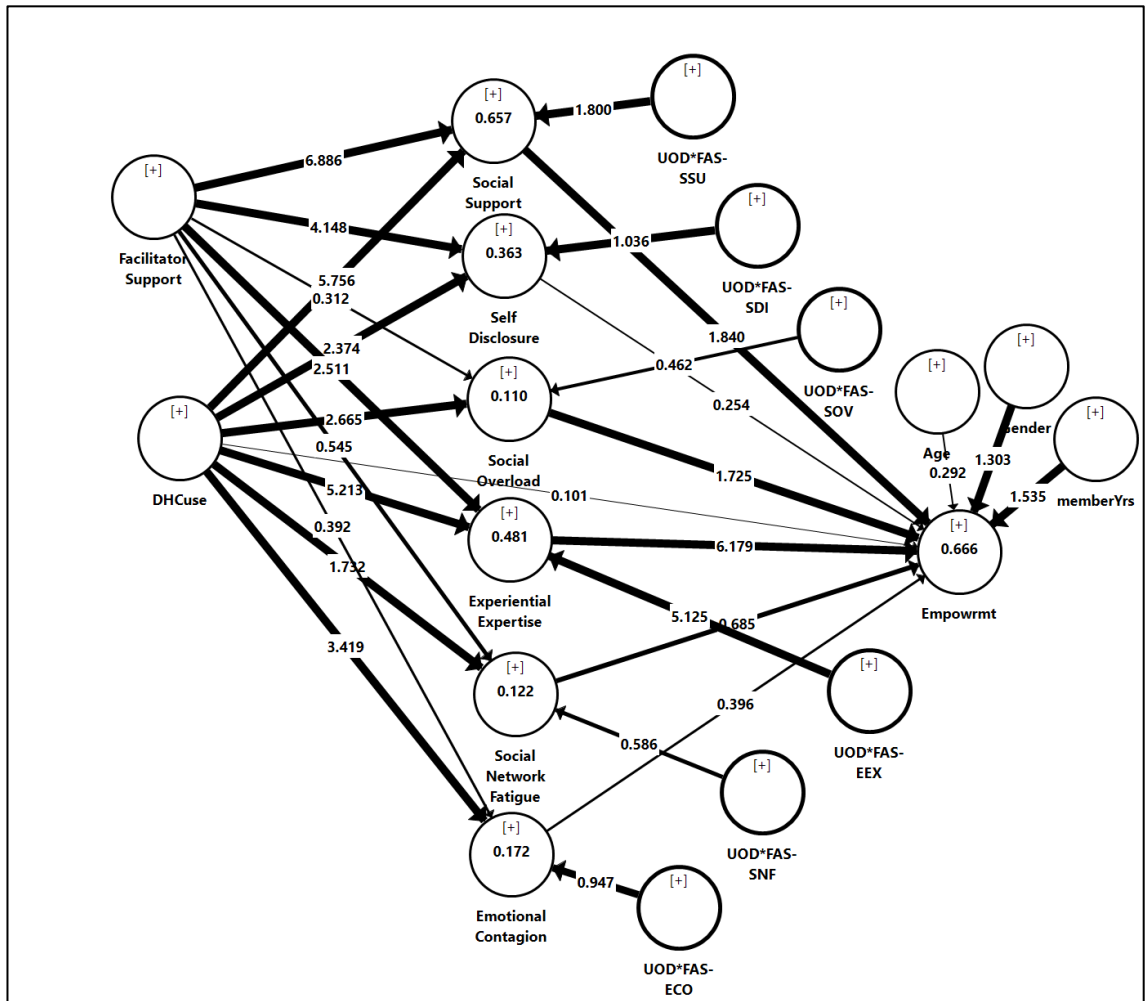 [+]
[+]
0.657
1.800
6.886
UOD*FAS-
SSU
[+]
Social
Support
[+]
4.148
[+]
0.363
1.036
Facilitator
Support
5.756
0.312
UOD*FAS-
SDI
[+]
Self
Disclosure
1.840
2.374
2.511
0.462
[+]
0.110
UOD*FAS-
SOV
[+]
[+]
Gender
[+]
0.254
2.665
[+]
DHCuse
Social
Overload
0.545
1.725
Age
0.292
1.303
memberYrs
1.535
5.213
0.101
0.392
[+]
0.481
6.179
[+]
0.666
Empowrmt
1.732
Experiential
Expertise
5.125
0.685
3.419
[+]
0.122
0.396
[+]
UOD*FAS-
EEX
Social
Network
Fatigue
0.586
[+]
UOD*FAS-
SNF
[+]
0.172
0.947
[+]
Emotional
Contagion
UOD*FAS-
ECO